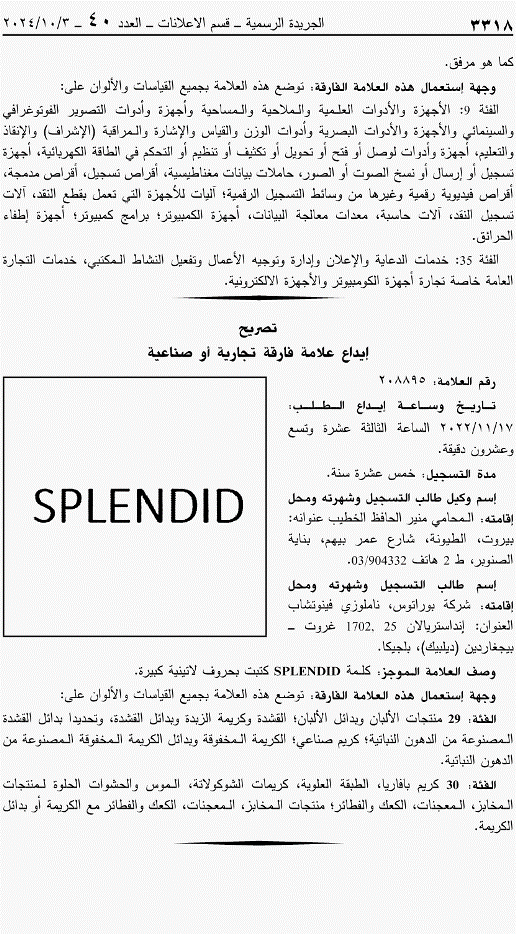 ٣٣١٨
الجريدة الرسمية – قسم الاعلانات – العدد ٤٠ – ٢٠٢٤/١٠/٣
كما هو مرفق.
وجهة إستعمال هذه العلامة الفارقة: توضع هذه العلامة بجميع القياسات والألوان على:
الفئة 9: الأجهزة والأدوات العلمية والملاحية والمساحية وأجهزة وأدوات التصوير الفوتوغرافي
والسينمائي والأجهزة والأدوات البصرية وأدوات الوزن والقياس والإشارة والمراقبة (الإشراف) والإنقاذ
والتعليم، أجهزة وأدوات لوصل أو فتح أو تحويل أو تكثيف أو تنظيم أو التحكم في الطاقة الكهربائية، أجهزة
تسجيل أو إرسال أو نسخ الصوت أو الصور، حاملات بيانات مغناطيسية، أقراص تسجيل، أقراص مدمجة،
أقراص فيديوية رقمية وغيرها من وسائط التسجيل الرقمية؛ آليات للأجهزة التي تعمل بقطع النقد، آلات
تسجيل النقد، آلات حاسبة، معدات معالجة البيانات، أجهزة الكمبيوتر؛ برامج كمبيوتر؛ أجهزة إطفاء
الحرائق.
الفئة 35: خدمات الدعاية والإعلان وإدارة وتوجيه الأعمال وتفعيل النشاط المكتبي، خدمات التجارة
العامة خاصة تجارة أجهزة الكومبيوتر والأجهزة الالكترونية.
تصريح
إيداع علامة فارقة تجارية أو صناعية
رقم العلامة: ٢٠٨٨٩٥
تاريخ وساعة إيداع الطلب:
٢٠٢٢/١١/١٧ الساعة الثالثة عشرة وتسع
وعشرون دقيقة.
مدة التسجيل: خمس عشرة سنة.
إسم وكيل طالب التسجيل وشهرته ومحل
إقامته: المحامي منير الحافظ الخطيب عنوانه:
بيروت، الطيونة، شارع عمر بيهم، بناية
الصنوبر، ط 2 هاتف 03/904332.
إسم طالب التسجيل وشهرته ومحل
إقامته: شركة بوراتوس، ناملوزي فينوتشاب
العنوان: إنداستريالان 25 ,1702 غروت –
بيجغاردين (ديلبيك)، بلجيكا.
SPLENDID
وصف العلامة الموجز: كلمة SPLENDID كتبت بحروف لاتينية كبيرة.
وجهة إستعمال هذه العلامة الفارقة: توضع هذه العلامة بجميع القياسات والألوان على:
الفئة: 29 منتجات الألبان وبدائل الألبان؛ القشدة وكريمة الزبدة وبدائل القشدة، وتحديدا بدائل القشدة
المصنوعة من الدهون النباتية؛ كريم صناعي؛ الكريمة المخفوقة وبدائل الكريمة المخفوقة المصنوعة من
الدهون النباتية.
الفئة: 30 كريم بافاريا، الطبقة العلوية، كريمات الشوكولاتة، الموس والحشوات الحلوة لمنتجات
المخابز، المعجنات، الكعك والفطائر؛ منتجات المخابز، المعجنات، الكعك والفطائر مع الكريمة أو بدائل
الكريمة.